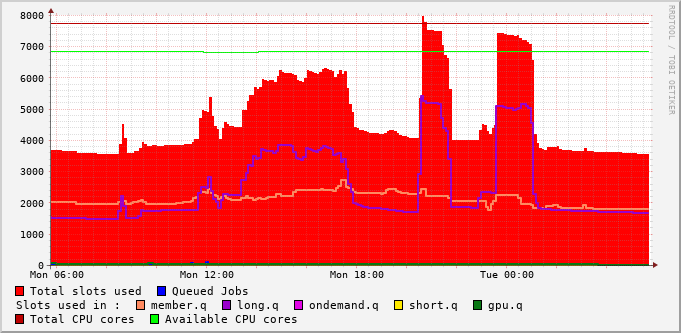 RRDTOOL / TOBI OETIKER
8000
7000
6000
5000
4000
3000
2000
1000
0
Mon 06:00 Mon 12:00 Mon 18:00 Tue 00:00
Total slots used Queued Jobs
Slots used in : member.q long.q ondemand.q short.q gpu.q
Total CPU cores Available CPU cores